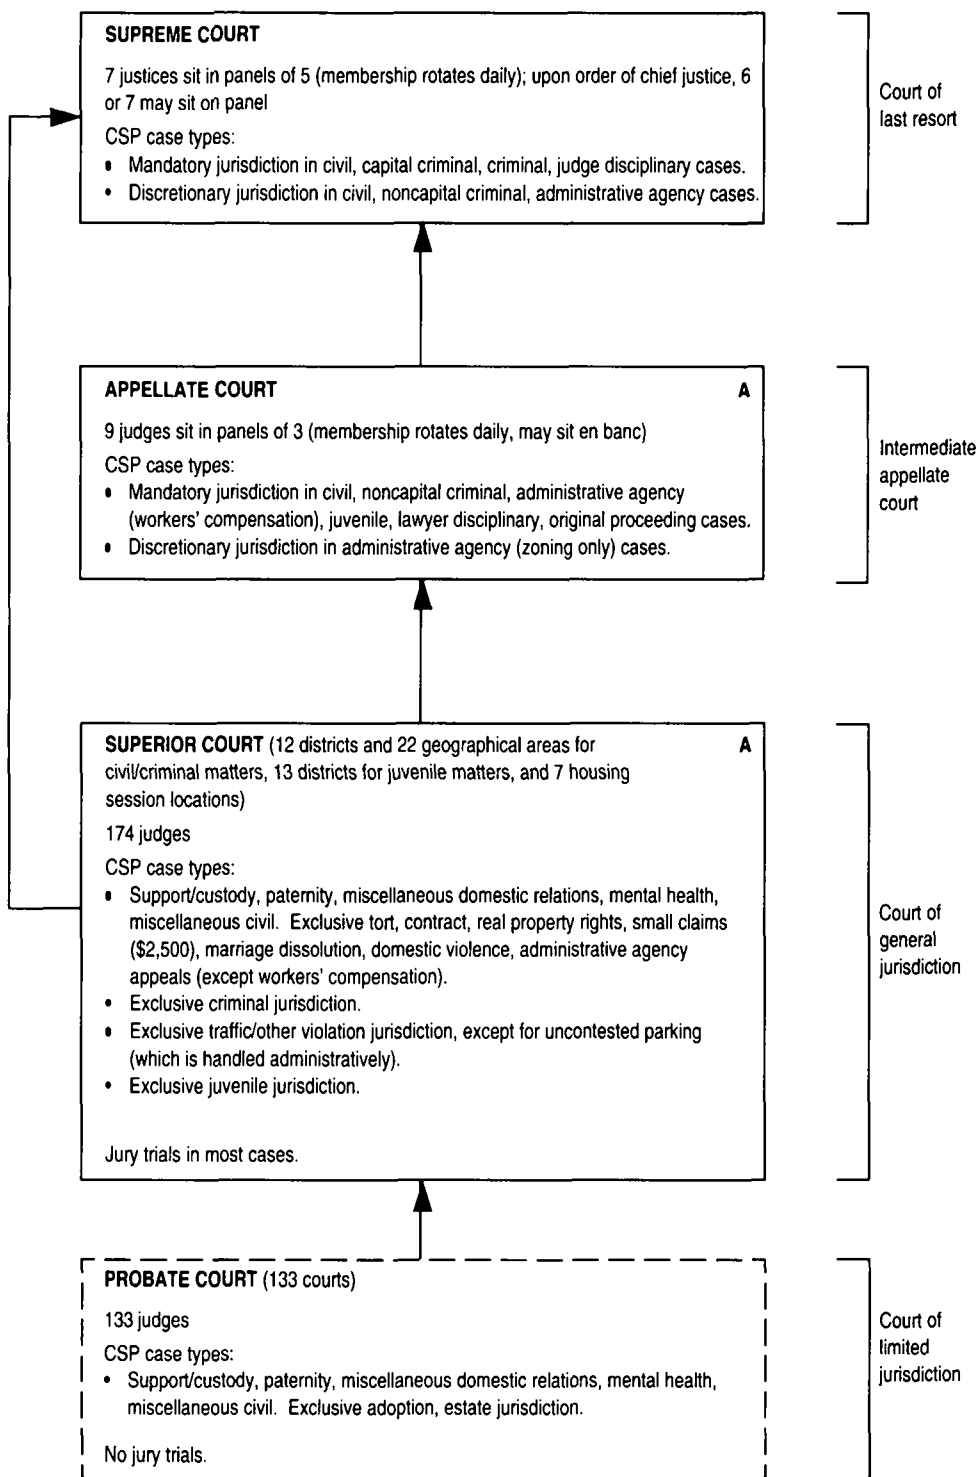 SUPREME COURT
7 justices sit in panels of 5 (membership rotates daily); upon order of chief justice, 6
or 7 may sit on panel
CSP case types:
• Mandatory jurisdiction in civil, capital criminal, criminal, judge disciplinary cases.
• Discretionary jurisdiction in civil, noncapital criminal, administrative agency cases.
Court of
last resort
APPELLATE COURT A
9 judges sit in panels of 3 (membership rotates daily, may sit en banc)
CSP case types:
• Mandatory jurisdiction in civil, noncapital criminal, administrative agency
(workers' compensation), juvenile, lawyer disciplinary, original proceeding cases.
• Discretionary jurisdiction in administrative agency (zoning only) cases.
Intermediate
appellate
court
SUPERIOR COURT (12 districts and 22 geographical areas for A
civil/criminal matters, 13 districts for juvenile matters, and 7 housing
session locations)
174 judges
CSP case types:
• Support/custody, paternity, miscellaneous domestic relations, mental health,
miscellaneous civil. Exclusive tort, contract, real property rights, small claims
($2,500), marriage dissolution, domestic violence, administrative agency
appeals (except workers' compensation).
• Exclusive criminal jurisdiction.
• Exclusive traffic/other violation jurisdiction, except for uncontested parking
(which is handled administratively).
• Exclusive juvenile jurisdiction.
Jury trials in most cases.
Court of
general
jurisdiction
PROBATE COURT (133 courts)
133 judges
CSP case types:
• Support/custody, paternity, miscellaneous domestic relations, mental health,
miscellaneous civil. Exclusive adoption, estate jurisdiction.
No jury trials.
Court of
limited
jurisdiction